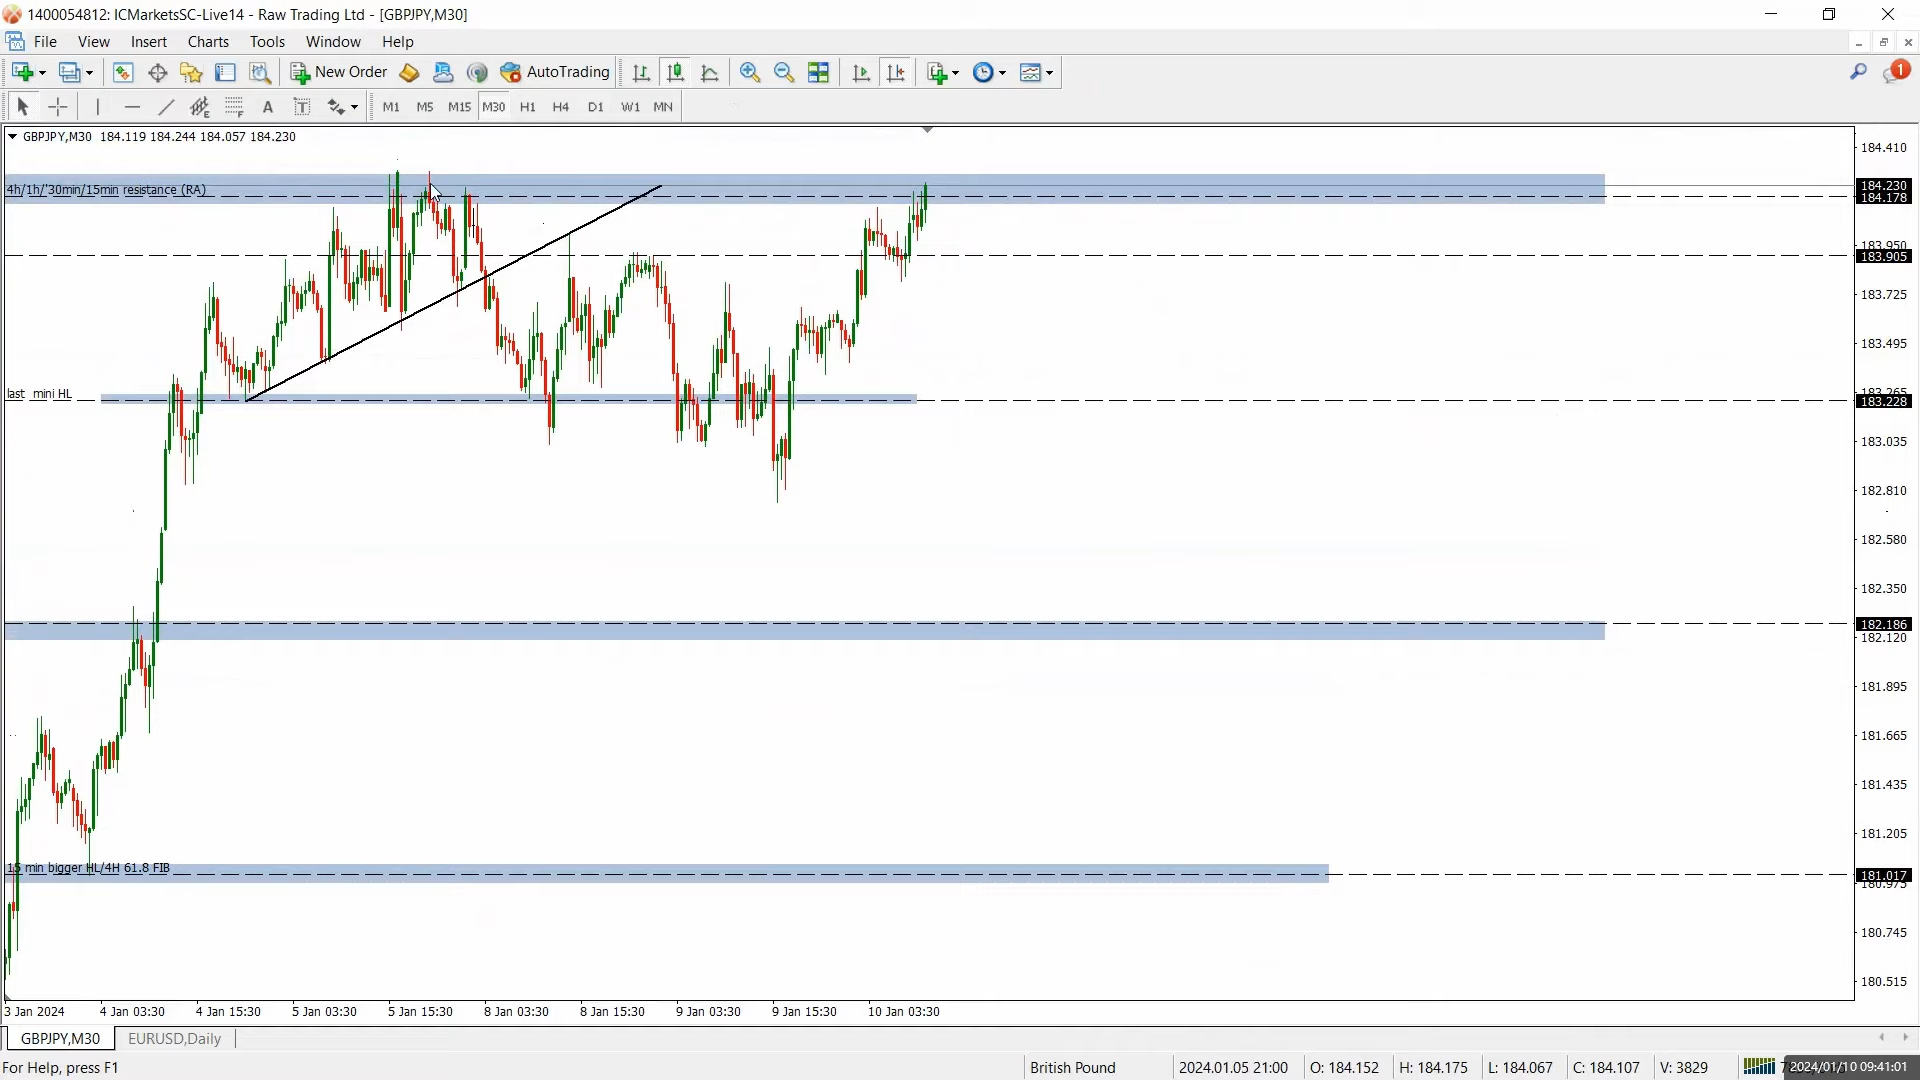 1400054812: ICMarketsSC-Live14 - Raw Trading Ltd - [GBPJPY,M30]
File View Insert Charts Tools Window Help
New Order AutoTrading 1
A T M1 M5 M15 M30 H1 H4 D1 W1 MN
GBPJPY,M30 184.119 184.244 184.057 184.230
184.410
4h/1h/'30min/15min resistance (RA)
184.230
184.178
183.950
183.905
183.725
183.495
last mini HL
183.265
183.228
183.035
182.810
182.580
182.350
182.186
182.120
181.895
181.665
181.435
181.205
15 min bigger HL/4H 61.8 FIB
181.017
180.975
180.745
180.515
3 Jan 2024 4 Jan 03:30 4 Jan 15:30 5 Jan 03:30 5 Jan 15:30 8 Jan 03:30 8 Jan 15:30 9 Jan 03:30 9 Jan 15:30 10 Jan 03:30
GBPJPY,M30 EURUSD,Daily
For Help, press F1 British Pound 2024.01.05 21:00 O: 184.152 H: 184.175 L: 184.067 C: 184.107 V: 3829 2024/01/10 09:41:01